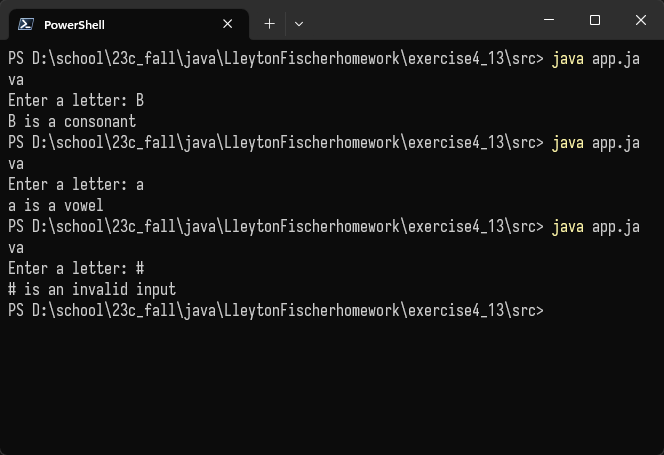 PowerShell
PS D:\school\23c_fall\java\LleytonFischerhomework\exercise4_13\src> java app.ja
va
Enter a letter: B
B is a consonant
PS D:\school\23c_fall\java\LleytonFischerhomework\exercise4_13\src> java app.ja
va
Enter a letter: a
a is a vowel
PS D:\school\23c_fall\java\LleytonFischerhomework\exercise4_13\src> java app.ja
va
Enter a letter: #
# is an invalid input
PS D:\school\23c_fall\java\LleytonFischerhomework\exercise4_13\src>